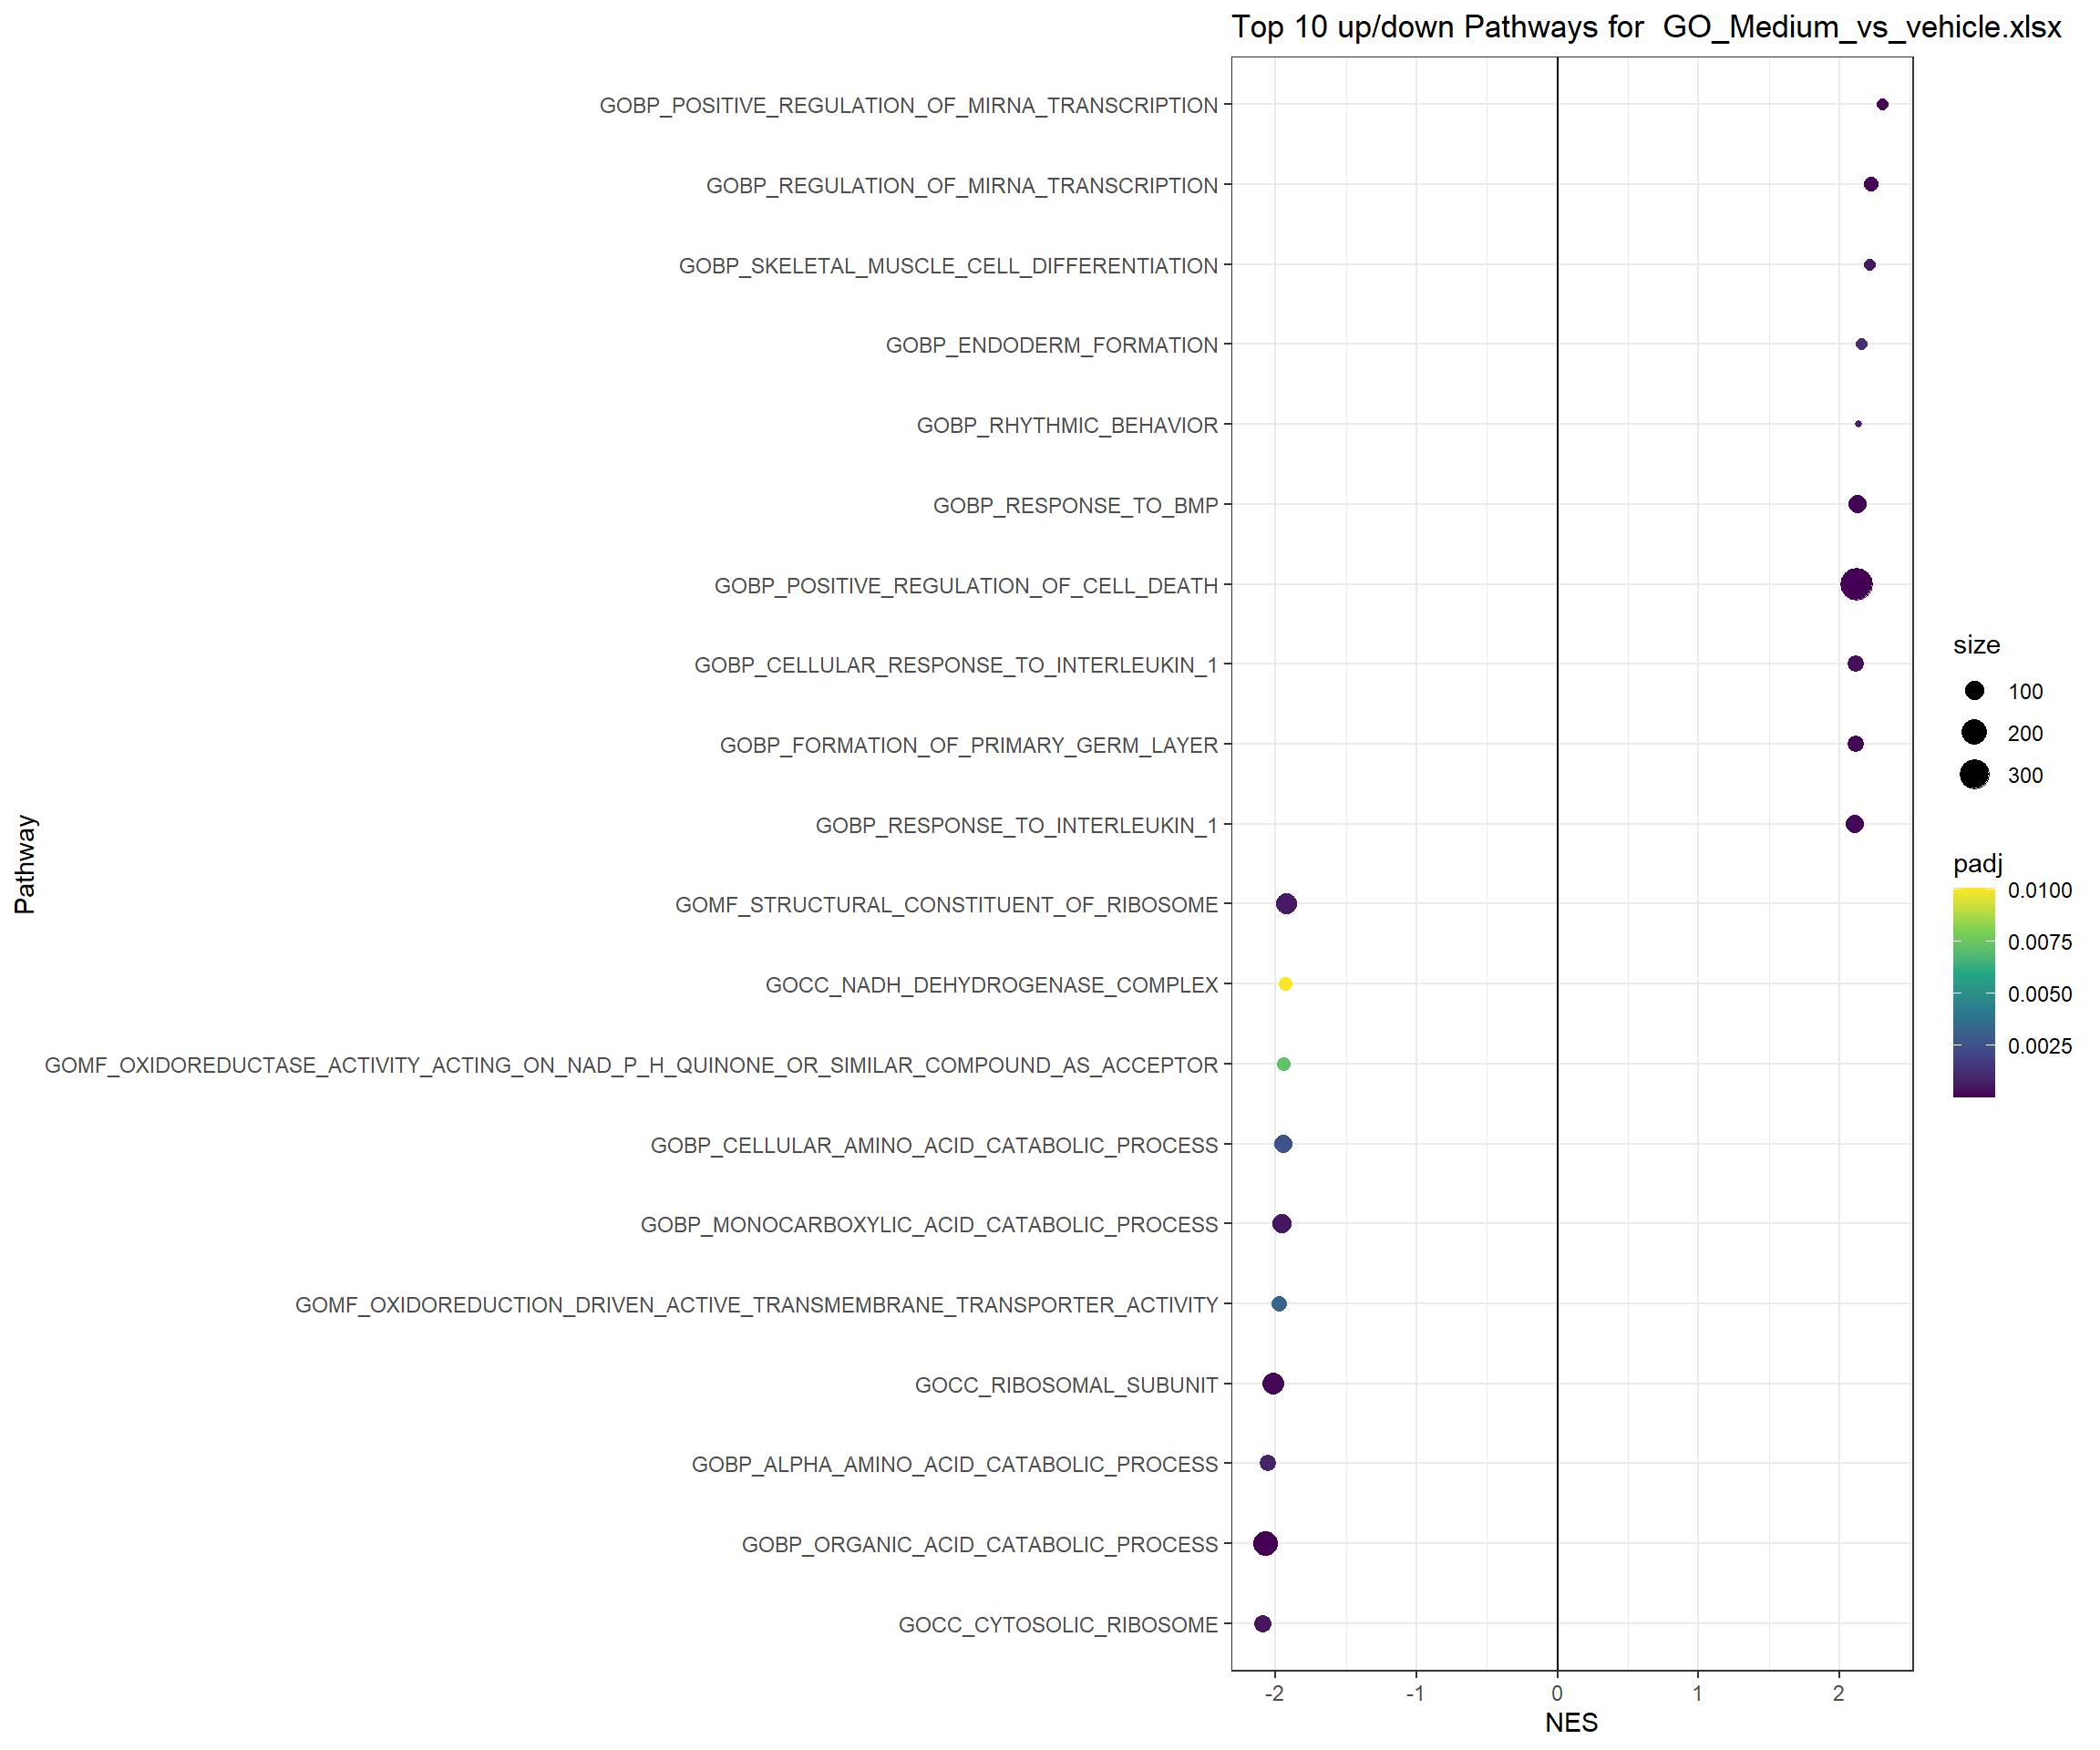 Top 10 up/down Pathways for  GO_Medium_vs_vehicle.xlsx
GOBP_POSITIVE_REGULATION_OF_MIRNA_TRANSCRIPTION
GOBP_REGULATION_OF_MIRNA_TRANSCRIPTION
GOBP_SKELETAL_MUSCLE_CELL_DIFFERENTIATION
GOBP_ENDODERM_FORMATION
GOBP_RHYTHMIC_BEHAVIOR
GOBP_RESPONSE_TO_BMP
GOBP_POSITIVE_REGULATION_OF_CELL_DEATH
GOBP_CELLULAR_RESPONSE_TO_INTERLEUKIN_1
GOBP_FORMATION_OF_PRIMARY_GERM_LAYER
GOBP_RESPONSE_TO_INTERLEUKIN_1
GOMF_STRUCTURAL_CONSTITUENT_OF_RIBOSOME
GOCC_NADH_DEHYDROGENASE_COMPLEX
GOMF_OXIDOREDUCTASE_ACTIVITY_ACTING_ON_NAD_P_H_QUINONE_OR_SIMILAR_COMPOUND_AS_ACCEPTOR
GOBP_CELLULAR_AMINO_ACID_CATABOLIC_PROCESS
GOBP_MONOCARBOXYLIC_ACID_CATABOLIC_PROCESS
GOMF_OXIDOREDUCTION_DRIVEN_ACTIVE_TRANSMEMBRANE_TRANSPORTER_ACTIVITY
GOCC_RIBOSOMAL_SUBUNIT
GOBP_ALPHA_AMINO_ACID_CATABOLIC_PROCESS
GOBP_ORGANIC_ACID_CATABOLIC_PROCESS
GOCC_CYTOSOLIC_RIBOSOME
Pathway
-2 -1 0 1 2
NES
size
100
200
300
padj
0.0100
0.0075
0.0050
0.0025